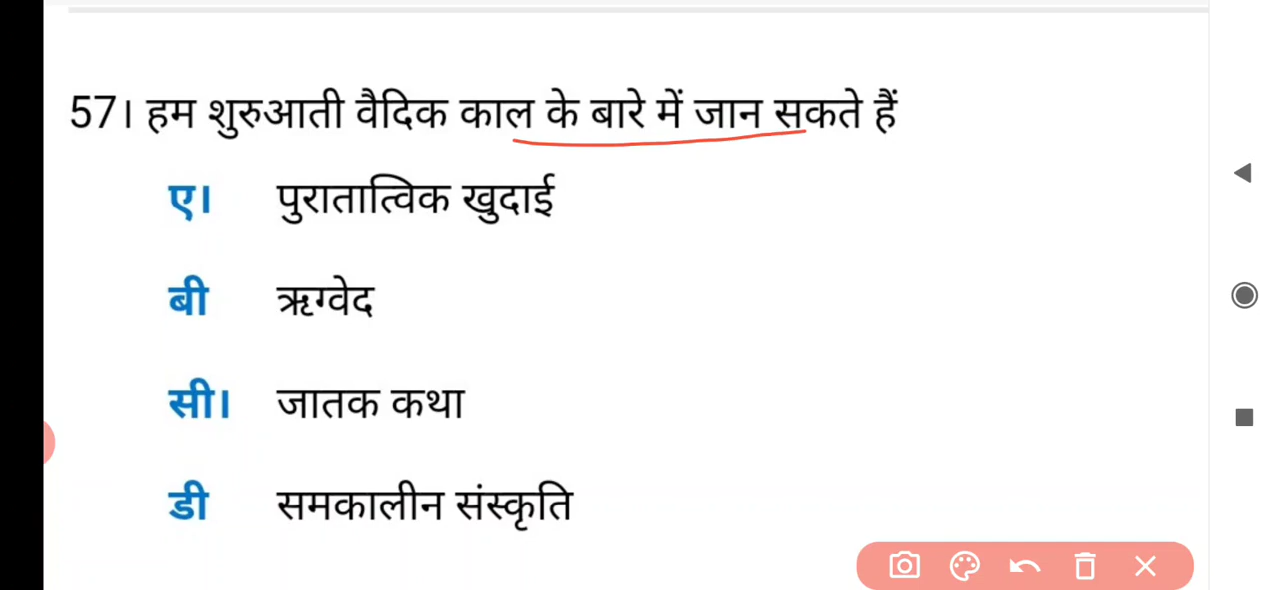 57। हम शुरुआती वैदिक काल के बारे में जान सकते हैं
ए। पुरातात्विक खुदाई
बी ऋग्वेद
सी। जातक कथा
डी समकालीन संस्कृति